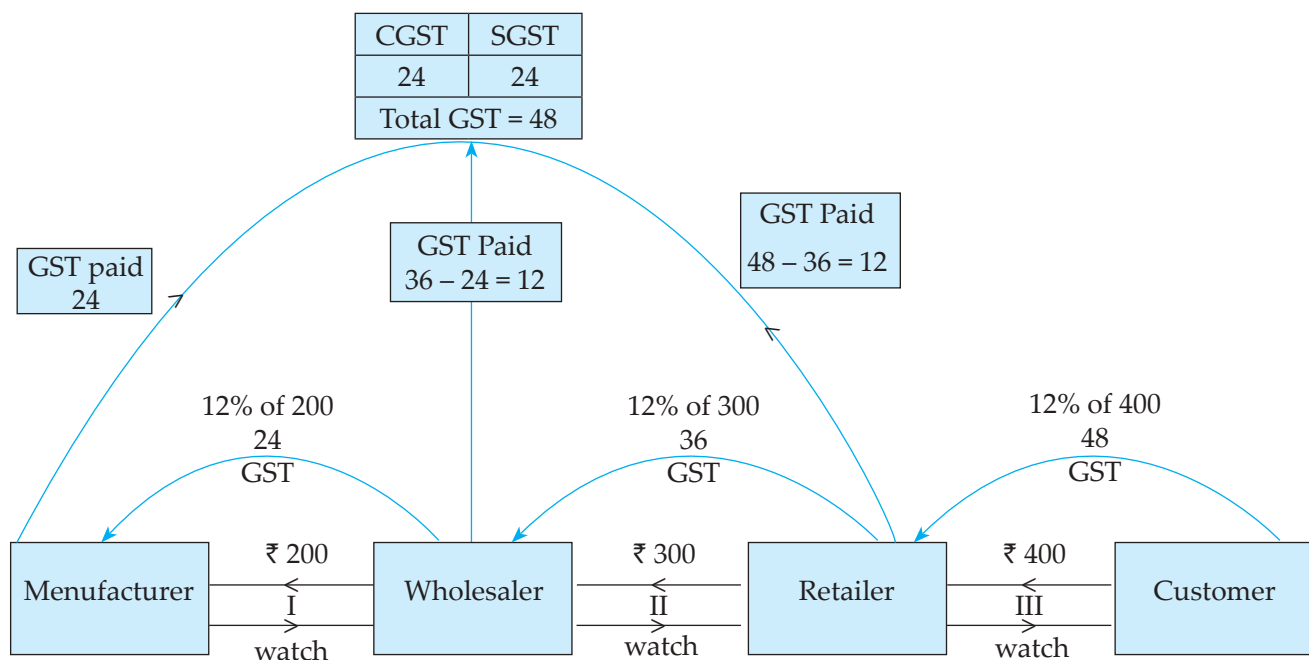 CGST SGST
24 24
Total GST = 48
GST paid
24
GST Paid
36 – 24 = 12
GST Paid
48 – 36 = 12
12% of 200
24
GST
12% of 300
36
GST
12% of 400
48
GST
Menufacturer
₹ 200
I
watch
Wholesaler
₹ 300
II
watch
Retailer
₹ 400
III
watch
Customer